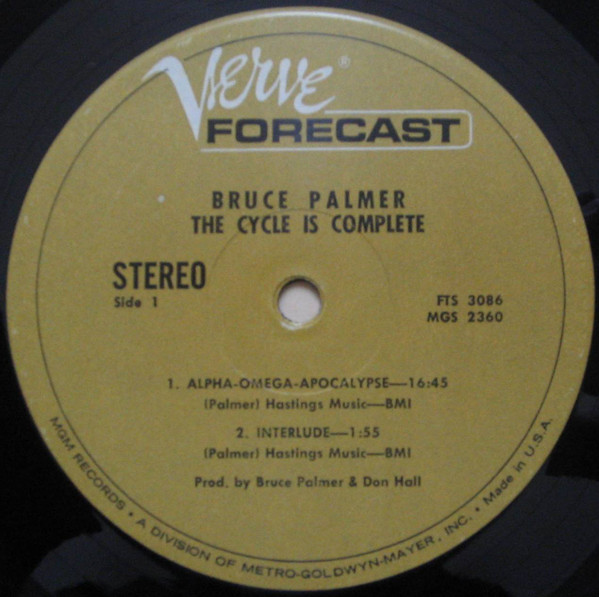 Verve®
FORECAST
BRUCE PALMER
THE CYCLE IS COMPLETE
STEREO
Side 1
FTS 3086
MGS 2360
1. ALPHA-OMEGA-APOCALYPSE—16:45
(Palmer) Hastings Music—BMI
2. INTERLUDE—1:55
(Palmer) Hastings Music—BMI
Prod. by Bruce Palmer & Don Hall
MGM RECORDS • A DIVISION OF METRO-GOLDWYN-MAYER, INC. • Made in U.S.A.